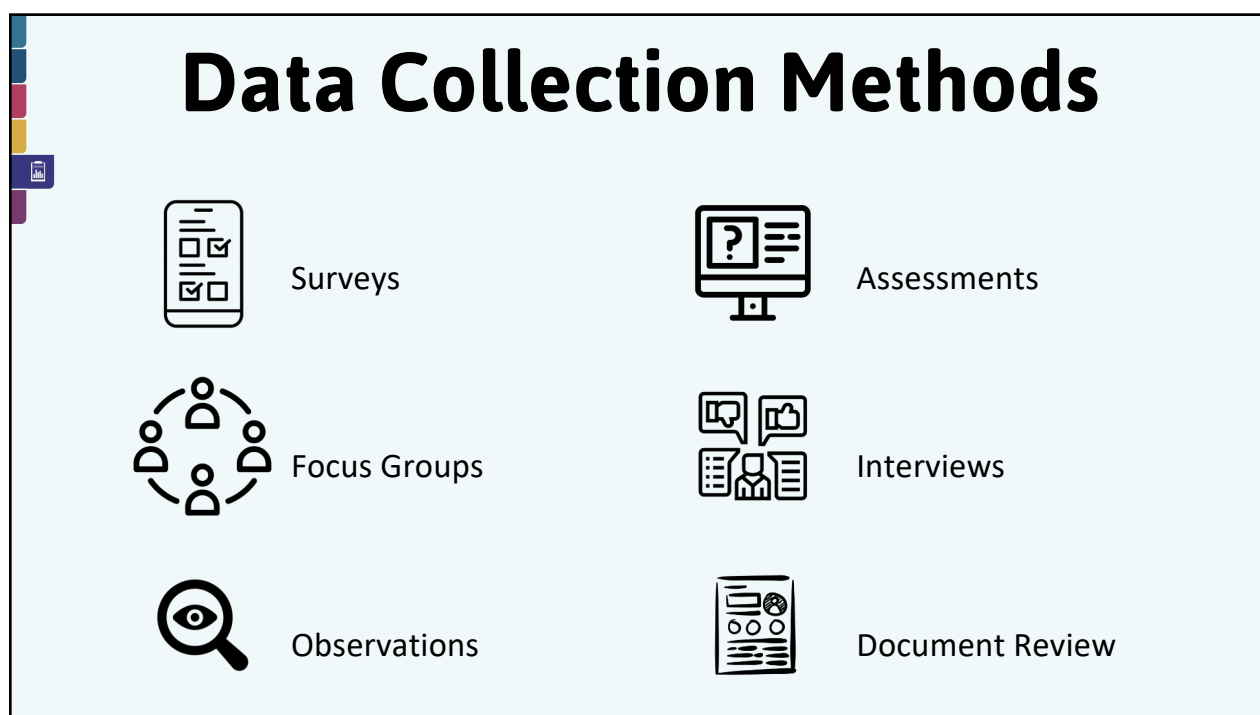 Data Collection Methods
Surveys
Assessments
Focus Groups
Interviews
Observations
Document Review